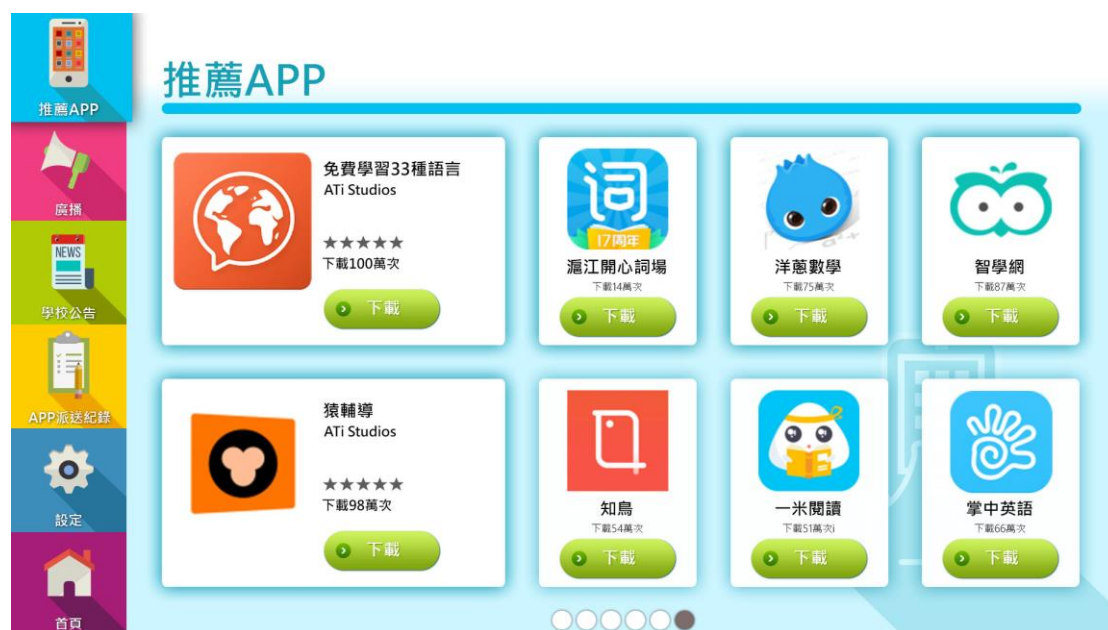 推薦APP
廣播
NEWS
學校公告
APP派送紀錄
設定
首頁
推薦APP
免費學習33種語言
ATi Studios
★★★★★
下載100萬次
下載
词
17周年
滬江開心詞場
下載14萬次
下載
洋蔥數學
下載75萬次
下載
智學網
下載87萬次
下載
猿輔導
ATi Studios
★★★★★
下載98萬次
下載
知鳥
下載54萬次
下載
一米閱讀
下載51萬次i
下載
掌中英語
下載66萬次
下載